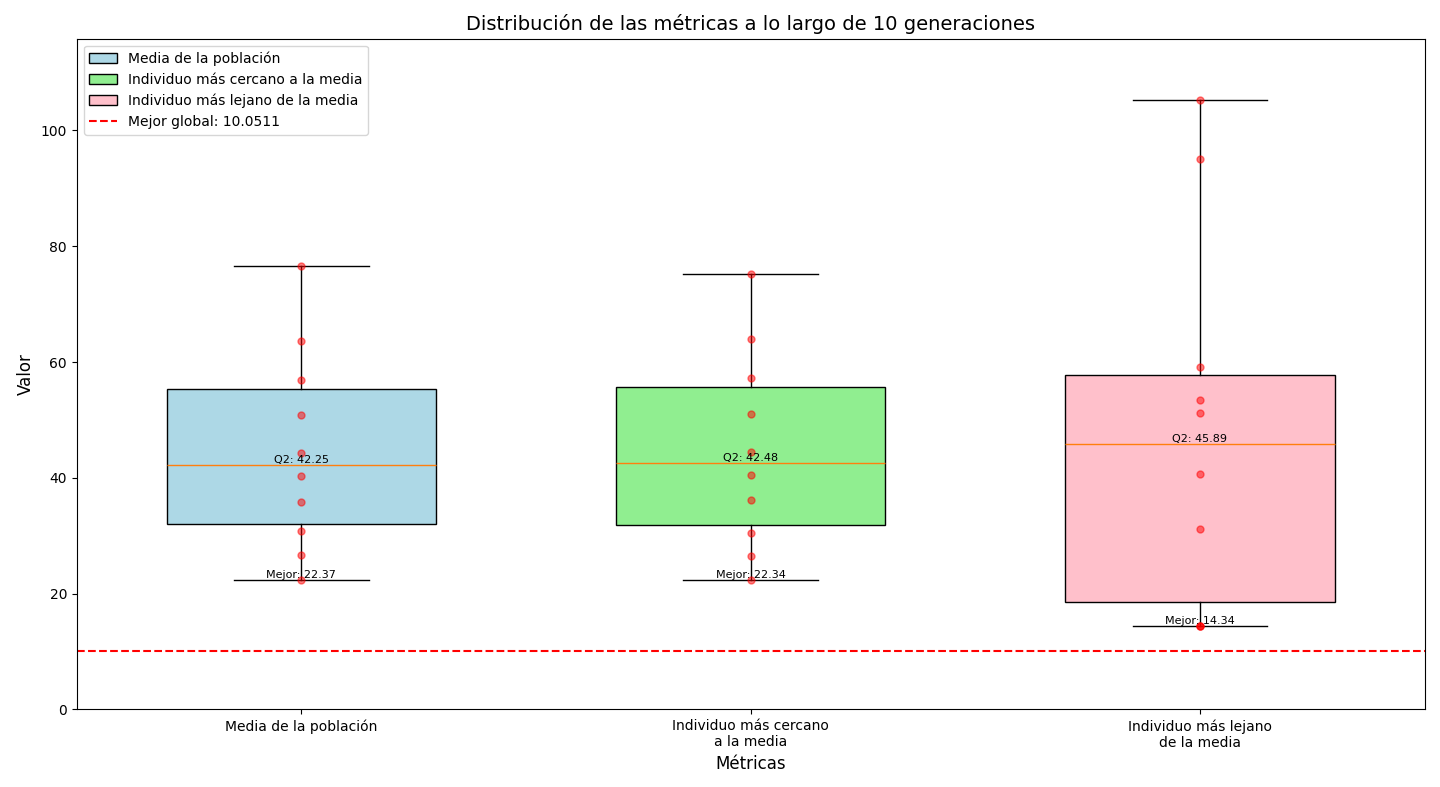 Distribución de las métricas a lo largo de 10 generaciones
Media de la población
Individuo más cercano a la media
Individuo más lejano de la media
Mejor global: 10.0511
Valor
100
80
60
40
20
0
Q2: 42.25
Mejor: 22.37
Q2: 42.48
Mejor: 22.34
Q2: 45.89
Mejor: 14.34
Media de la población
Individuo más cercano
a la media
Individuo más lejano
de la media
Métricas